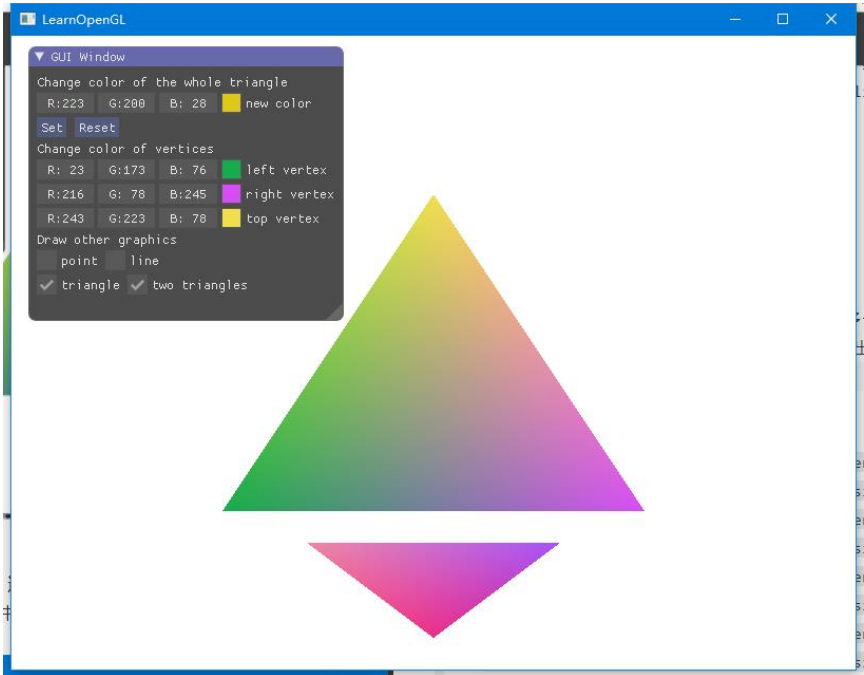 LearnOpenGL
GUI Window
Change color of the whole triangle
R:223 G:200 B: 28 new color
Set Reset
Change color of vertices
R: 23 G:173 B: 76 left vertex
R:216 G: 78 B:245 right vertex
R:243 G:223 B: 78 top vertex
Draw other graphics
point line
triangle two triangles